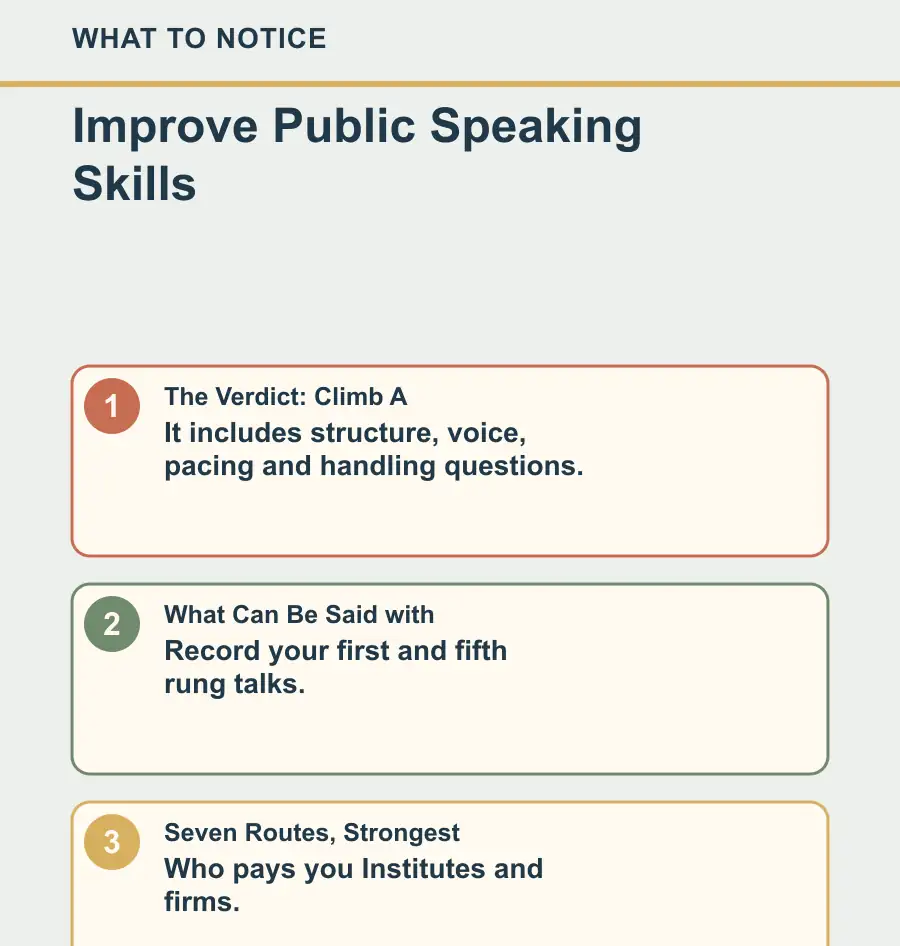 WHAT TO NOTICE
Improve Public Speaking
Skills
1
The Verdict: Climb A
It includes structure, voice,
pacing and handling questions.
2
What Can Be Said with
Record your first and fifth
rung talks.
3
Seven Routes, Strongest
Who pays you Institutes and
firms.